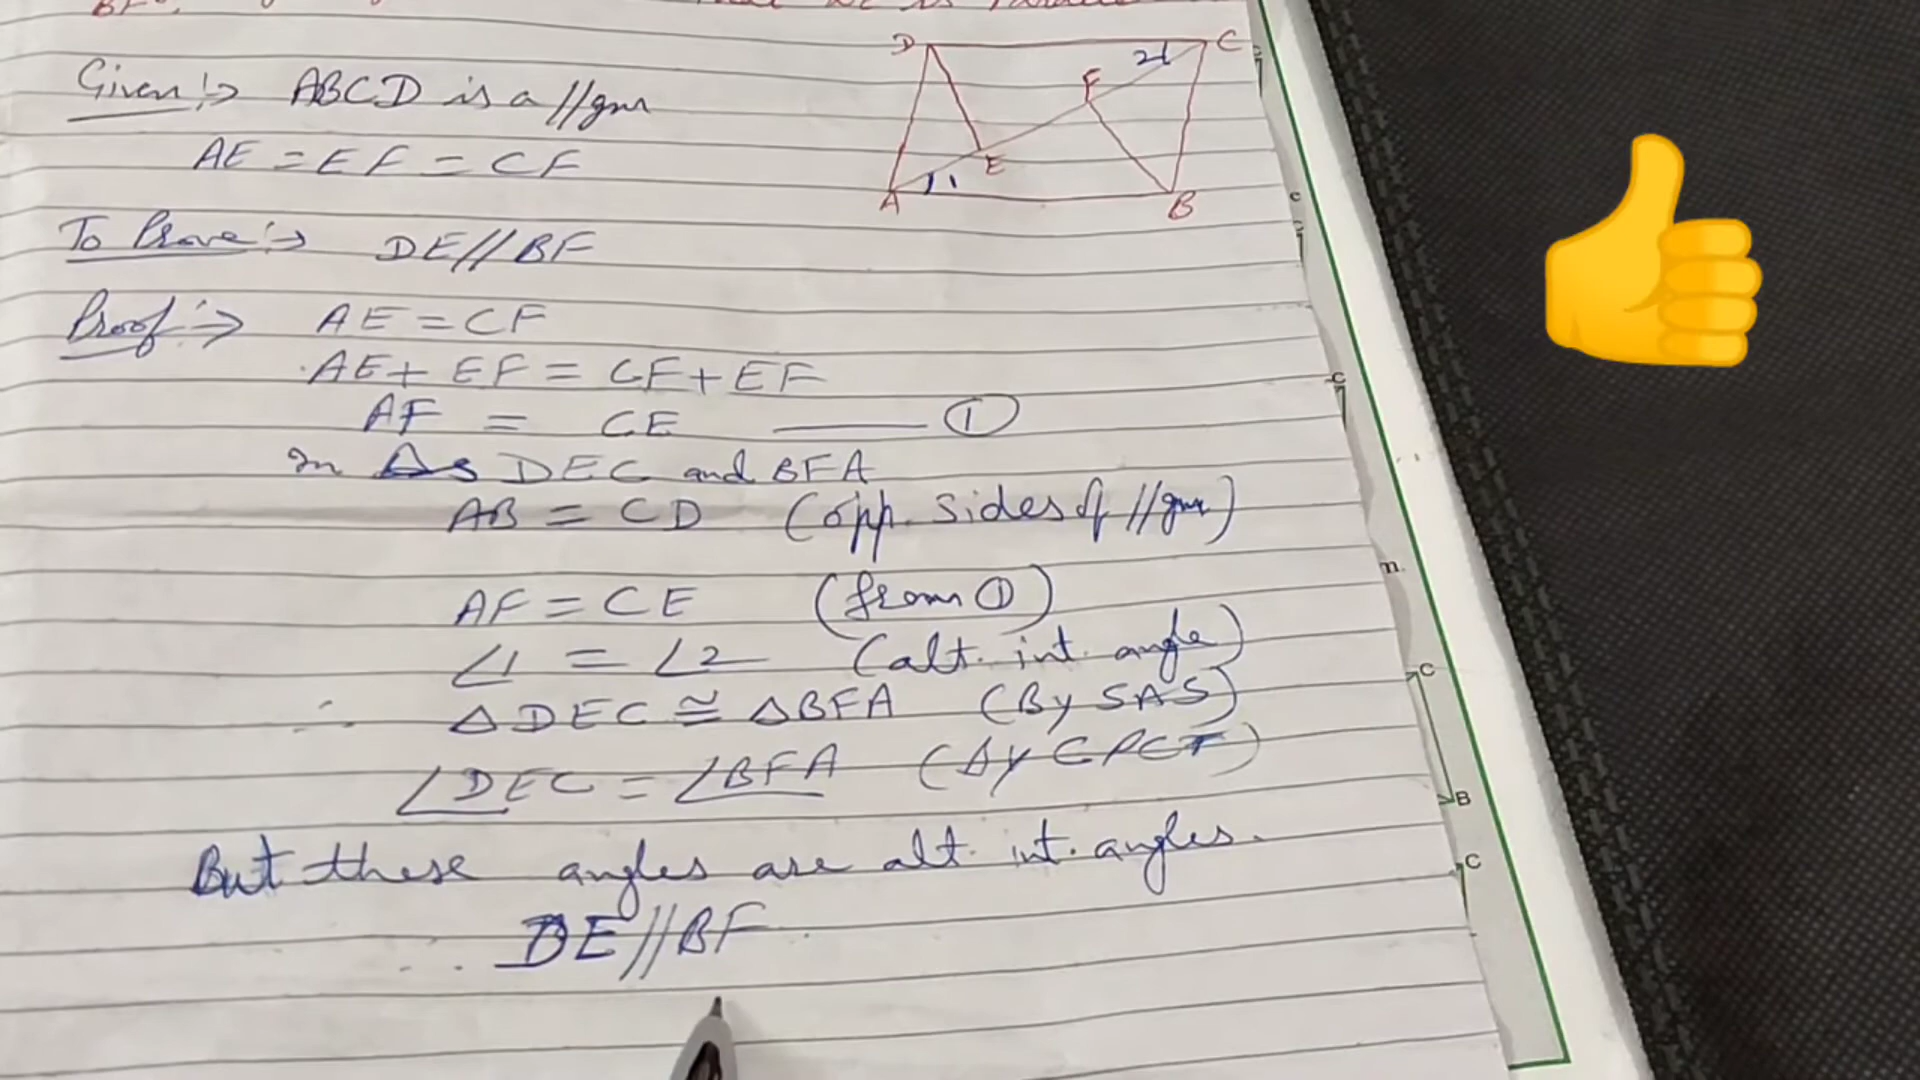 Given :→ ABCD is a //gm
AE = EF = CF
To Prove :→ DE//BF
Proof :→ AE = CF
AE + EF = CF + EF
AF = CE ——— ①
In Δs DEC and BFA
AB = CD (opp. sides of //gm)
AF = CE (from ①)
∠1 = ∠2 (alt. int. angle)
∴ ΔDEC ≅ ΔBFA (By SAS)
∠DEC = ∠BFA (By CPCT)
But these angles are alt. int. angles.
∴ DE//BF
D C
2
F
E
1
A B
C
B
C